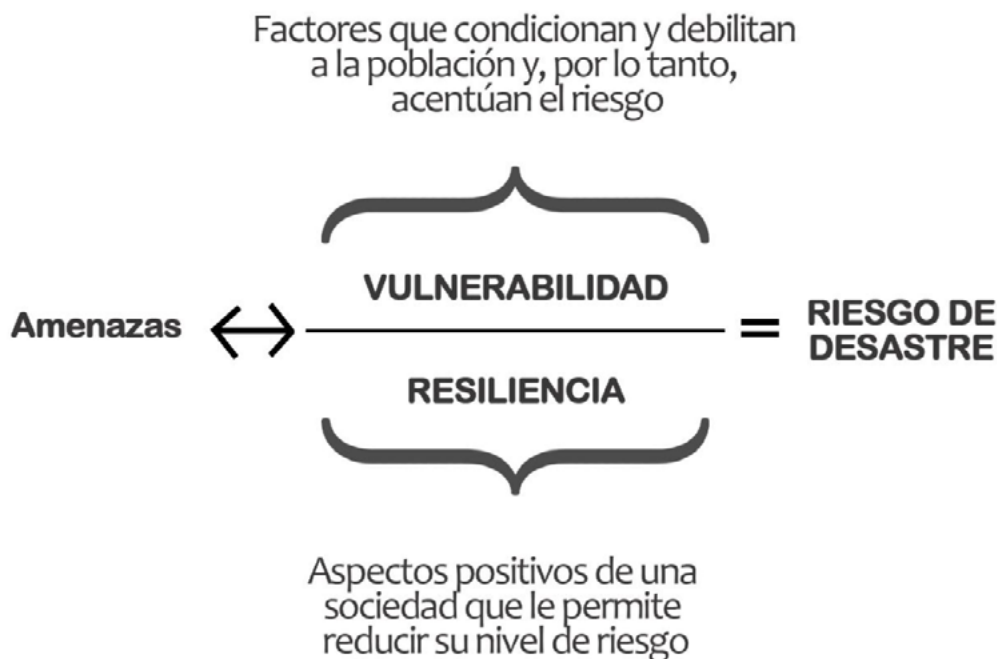 Factores que condicionan y debilitan
a la población y, por lo tanto,
acentúan el riesgo
VULNERABILIDAD
Amenazas
=
RIESGO DE
DESASTRE
RESILIENCIA
Aspectos positivos de una
sociedad que le permite
reducir su nivel de riesgo